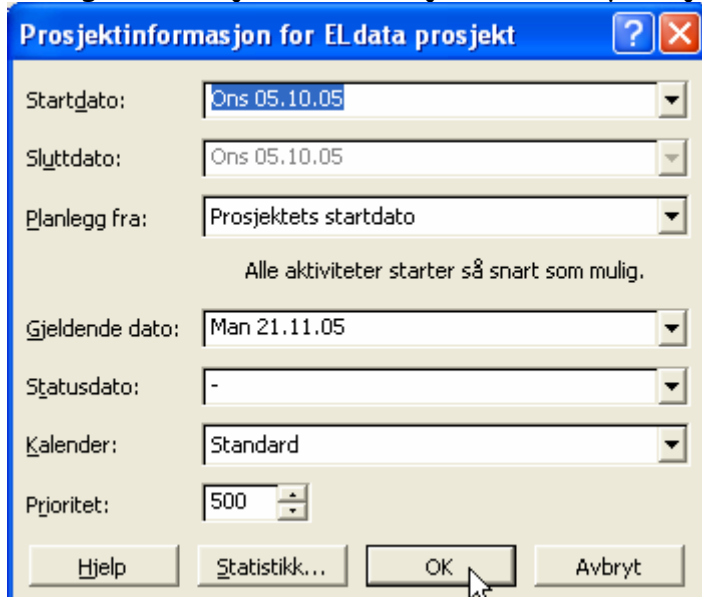 Prosjektinformasjon for ELdata prosjekt
Startdato: Ons 05.10.05
Sluttdato: Ons 05.10.05
Planlegg fra: Prosjektets startdato
Alle aktiviteter starter så snart som mulig.
Gjeldende dato: Man 21.11.05
Statusdato: -
Kalender: Standard
Prioritet: 500
Hjelp Statistikk... OK Avbryt